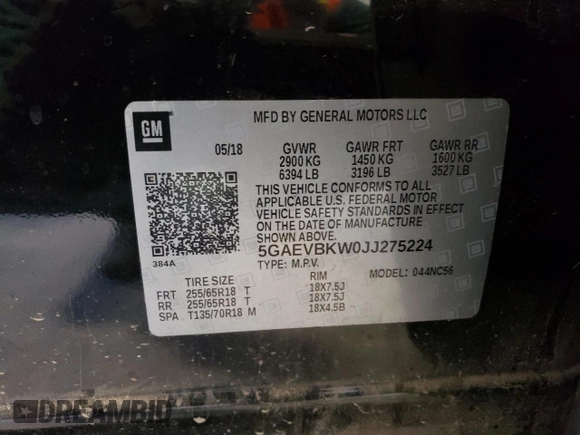 GM
MFD BY GENERAL MOTORS LLC
05/18 GVWR GAWR FRT GAWR RR
2900 KG 1450 KG 1600 KG
6394 LB 3196 LB 3527 LB
THIS VEHICLE CONFORMS TO ALL
APPLICABLE U.S. FEDERAL MOTOR
VEHICLE SAFETY STANDARDS IN EFFECT
ON THE DATE OF MANUFACTURE SHOWN
ABOVE.
384A
5GAEVBKW0JJ275224
TYPE: M.P.V. MODEL: 044NC56
TIRE SIZE RIM
FRT 255/65R18 T 18X7.5J
RR 255/65R18 T 18X7.5J
SPA T135/70R18 M 18X4.5B
DREAMBID